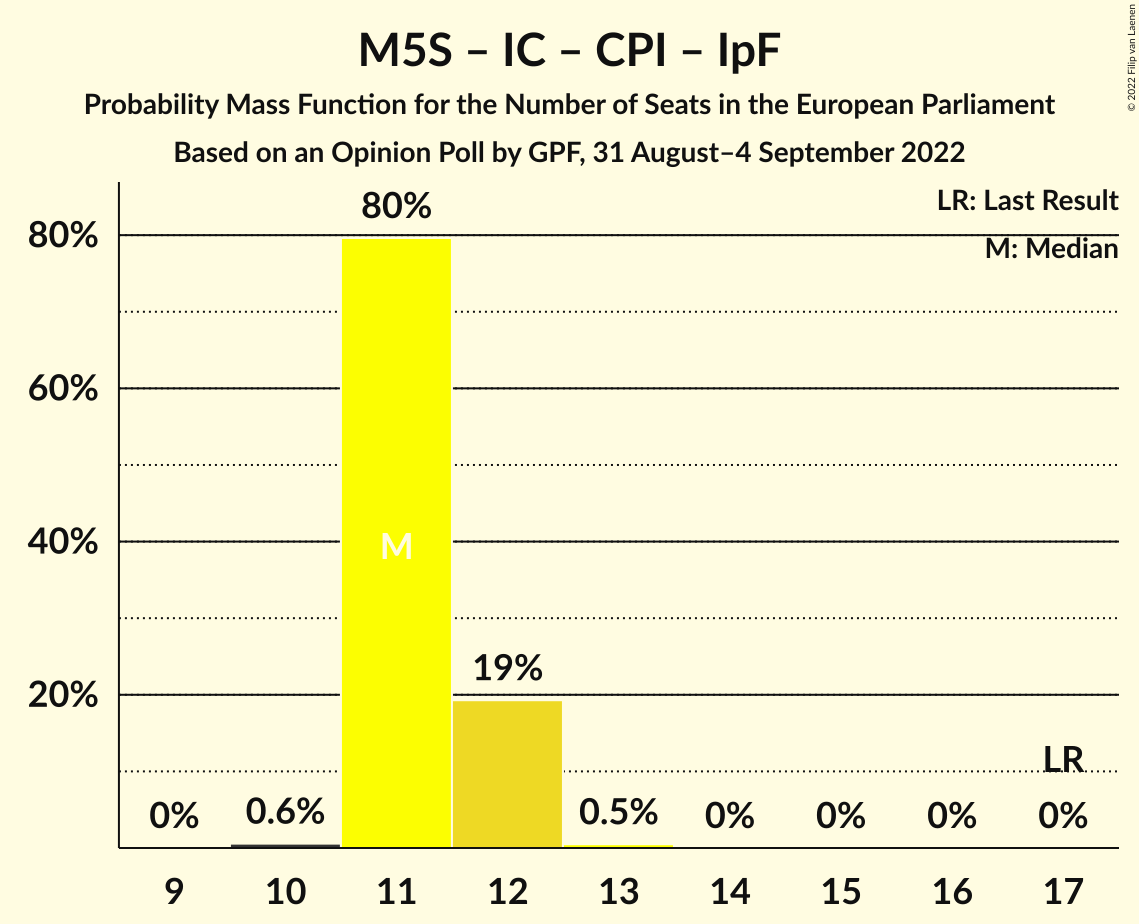 M5S – IC – CPI – IpF
Probability Mass Function for the Number of Seats in the European Parliament
Based on an Opinion Poll by GPF, 31 August–4 September 2022
© 2022 Filip van Laenen
LR: Last Result
M: Median
80%
60%
40%
20%
0%
0.6%
80%
M
19%
0.5%
0%
0%
0%
LR
0%
9 10 11 12 13 14 15 16 17